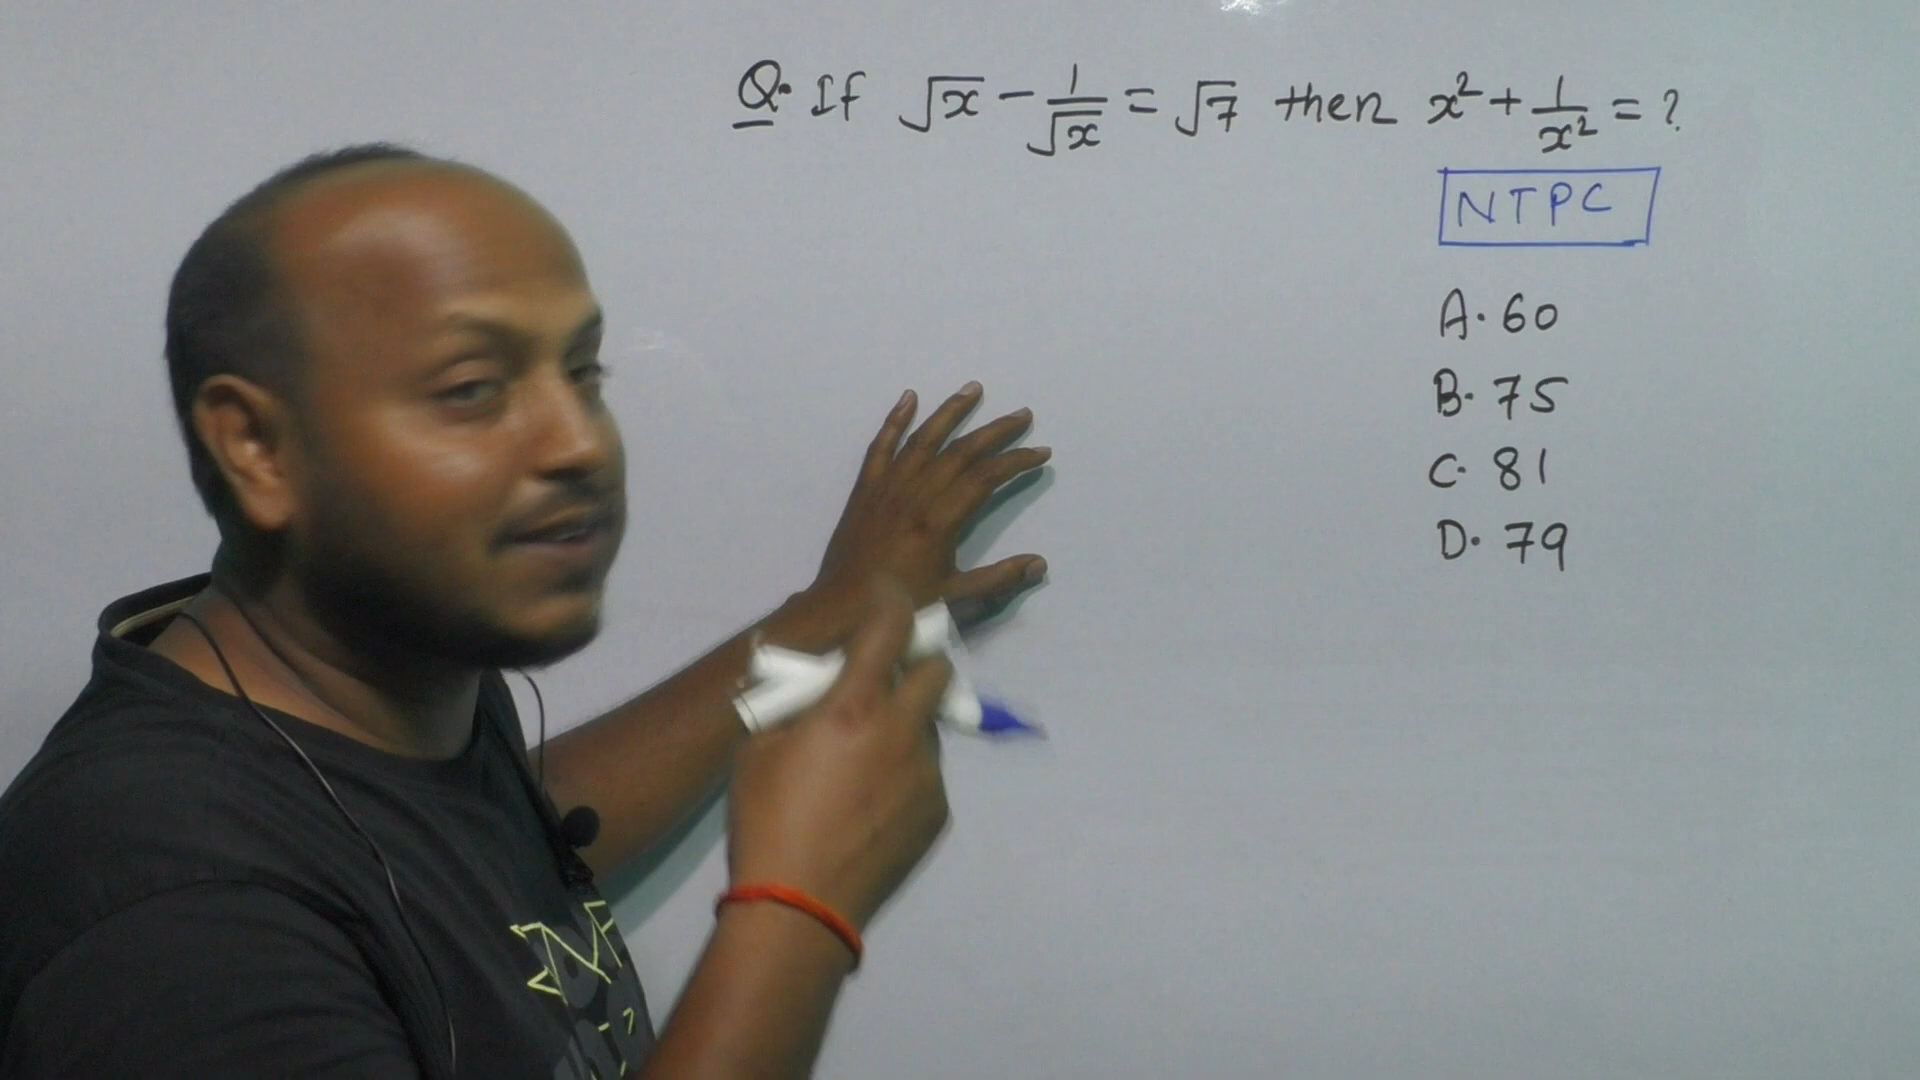 Q. If √x - 1/√x = √7 then x² + 1/x² = ?
NTPC
A. 60
B. 75
C. 81
D. 79